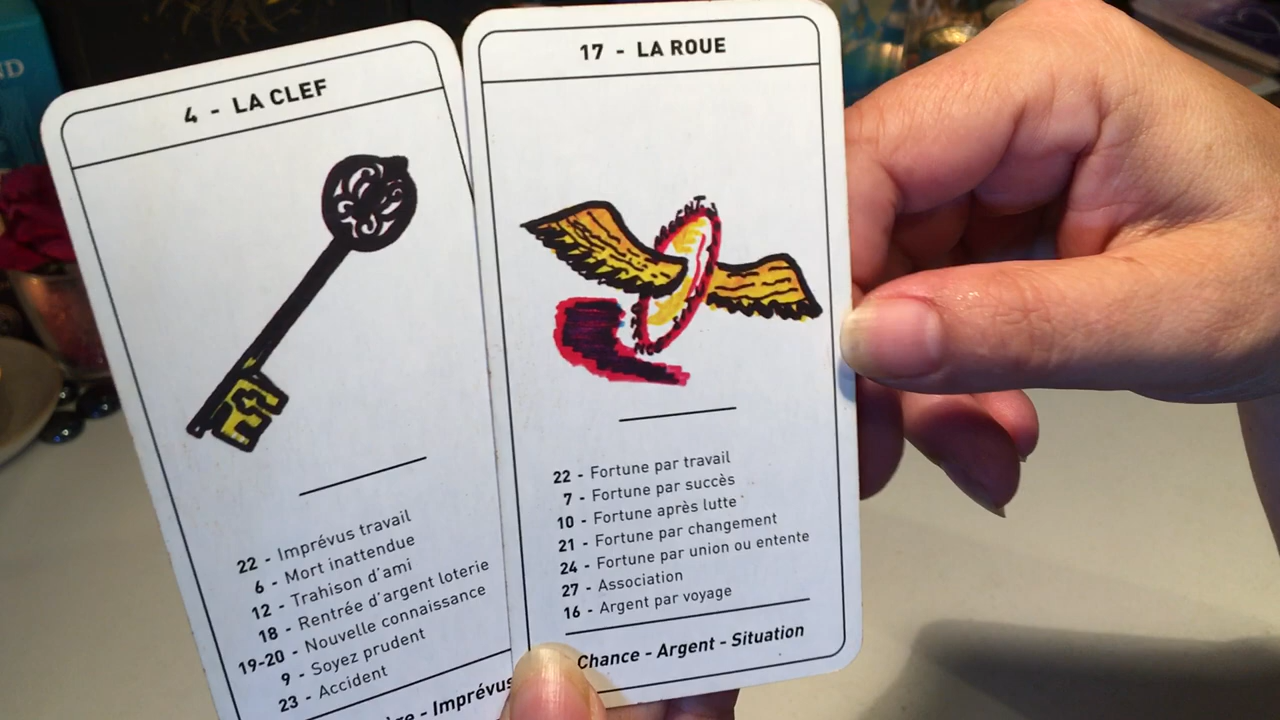 ND
4 - LA CLEF
22 - Imprévus travail
6 - Mort inattendue
12 - Trahison d'ami
18 - Rentrée d'argent loterie
19-20 - Nouvelle connaissance
9 - Soyez prudent
23 - Accident
- Imprévus
17 - LA ROUE
22 - Fortune par travail
7 - Fortune par succès
10 - Fortune après lutte
21 - Fortune par changement
24 - Fortune par union ou entente
27 - Association
16 - Argent par voyage
Chance - Argent - Situation